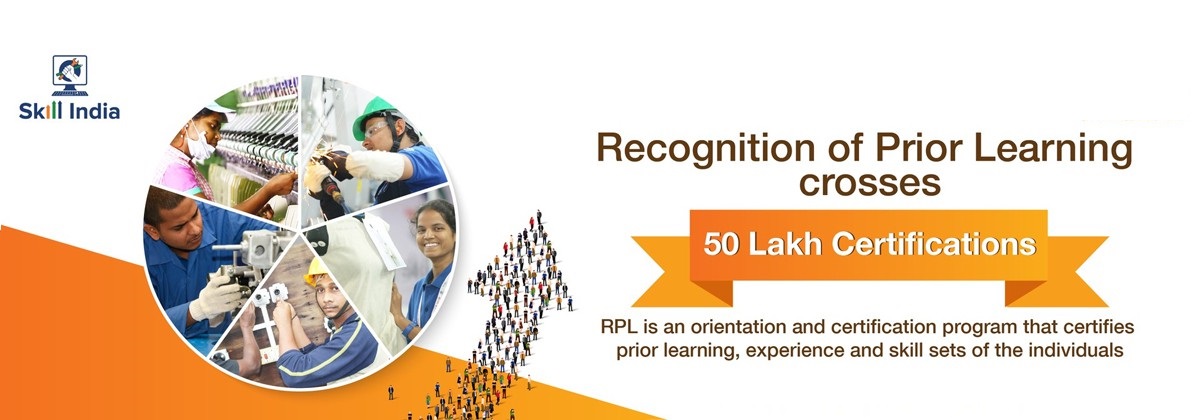 Skill India
Recognition of Prior Learning
crosses
50 Lakh Certifications
RPL is an orientation and certification program that certifies
prior learning, experience and skill sets of the individuals